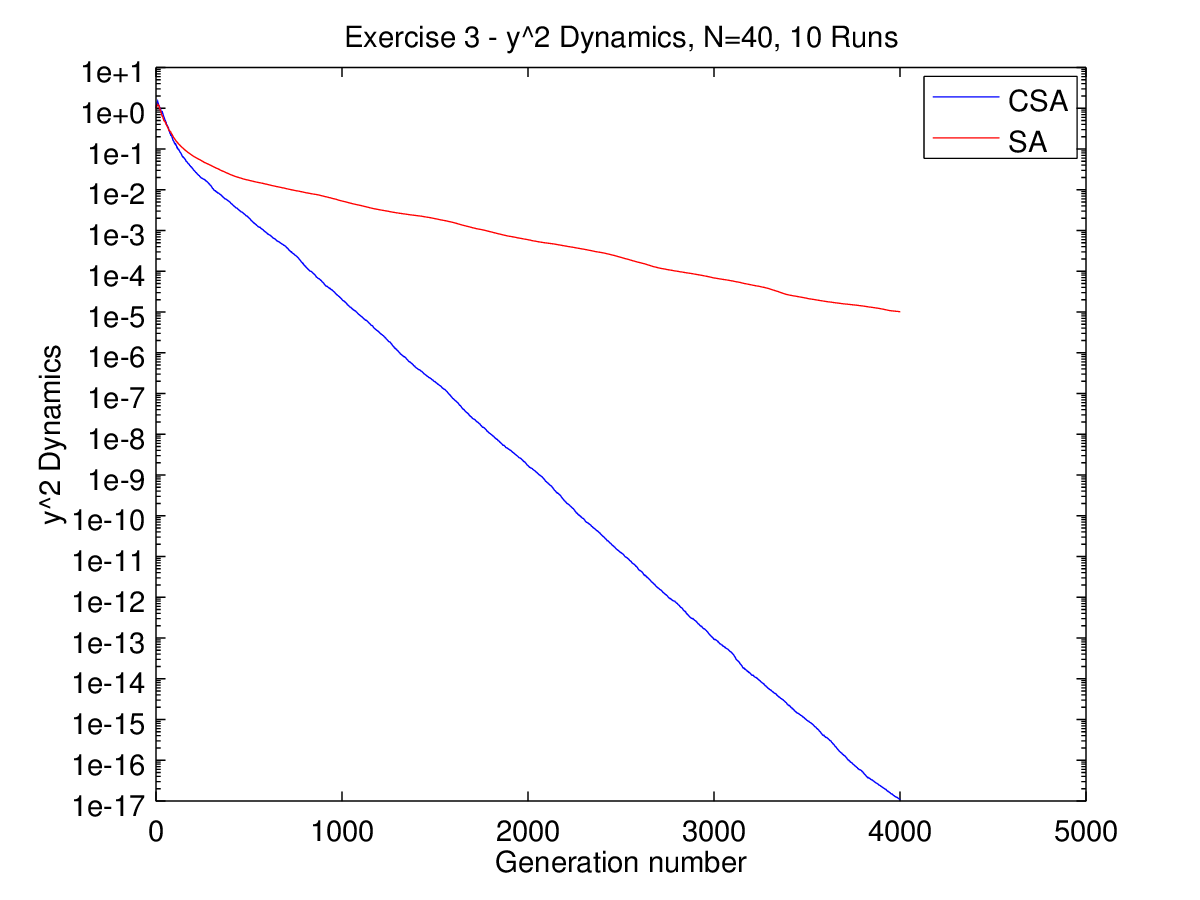 Exercise 3 - y^2 Dynamics, N=40, 10 Runs
1e+1
1e+0
1e-1
1e-2
1e-3
1e-4
1e-5
1e-6
1e-7
1e-8
1e-9
1e-10
1e-11
1e-12
1e-13
1e-14
1e-15
1e-16
1e-17
y^2 Dynamics
CSA
SA
0 1000 2000 3000 4000 5000
Generation number